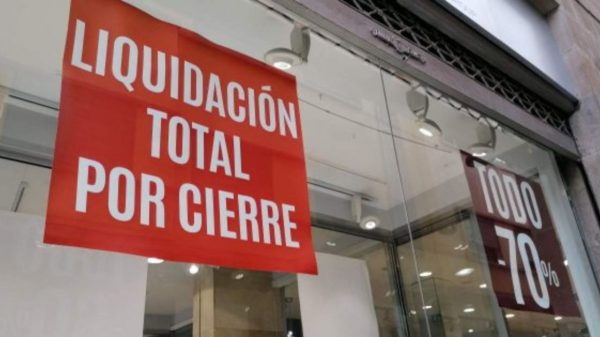 LIQUIDACIÓN
TOTAL
POR CIERRE
TODO
-70%